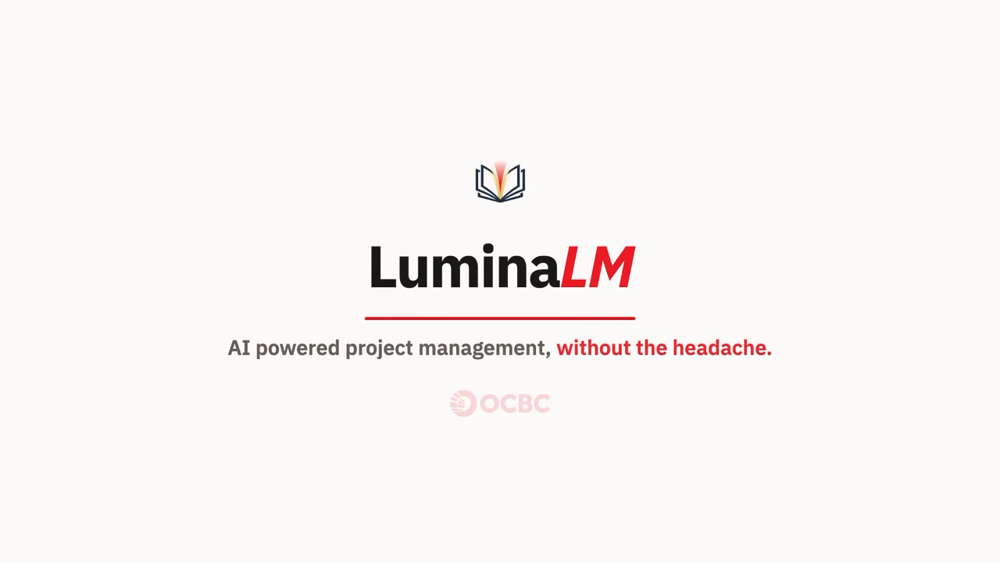 LuminaLM
AI powered project management, without the headache.
OCBC